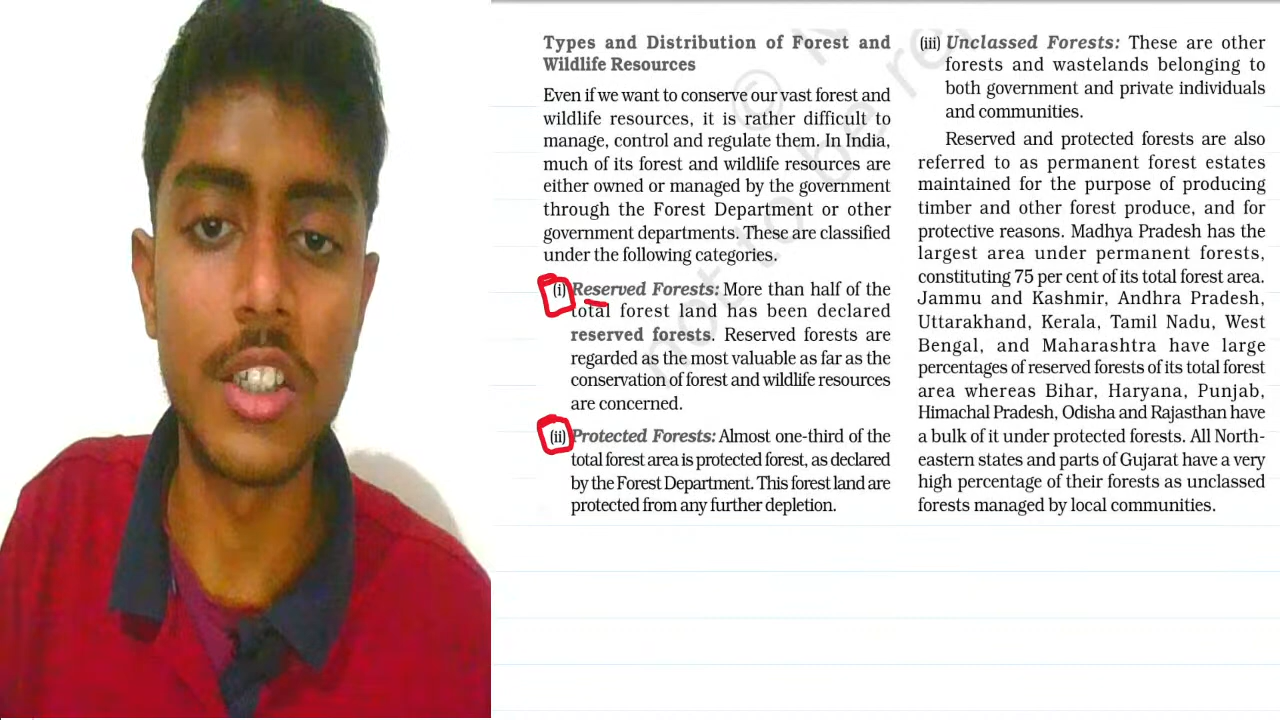 Types and Distribution of Forest and
Wildlife Resources
Even if we want to conserve our vast forest and
wildlife resources, it is rather difficult to
manage, control and regulate them. In India,
much of its forest and wildlife resources are
either owned or managed by the government
through the Forest Department or other
government departments. These are classified
under the following categories.
(i) Reserved Forests: More than half of the
total forest land has been declared
reserved forests. Reserved forests are
regarded as the most valuable as far as the
conservation of forest and wildlife resources
are concerned.
(ii) Protected Forests: Almost one-third of the
total forest area is protected forest, as declared
by the Forest Department. This forest land are
protected from any further depletion.
(iii) Unclassed Forests: These are other
forests and wastelands belonging to
both government and private individuals
and communities.
Reserved and protected forests are also
referred to as permanent forest estates
maintained for the purpose of producing
timber and other forest produce, and for
protective reasons. Madhya Pradesh has the
largest area under permanent forests,
constituting 75 per cent of its total forest area.
Jammu and Kashmir, Andhra Pradesh,
Uttarakhand, Kerala, Tamil Nadu, West
Bengal, and Maharashtra have large
percentages of reserved forests of its total forest
area whereas Bihar, Haryana, Punjab,
Himachal Pradesh, Odisha and Rajasthan have
a bulk of it under protected forests. All North-
eastern states and parts of Gujarat have a very
high percentage of their forests as unclassed
forests managed by local communities.
© N
not to be re